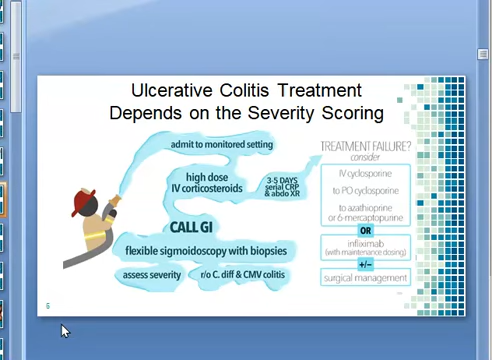 Ulcerative Colitis Treatment
Depends on the Severity Scoring
admit to monitored setting
high dose
IV corticosteroids
3-5 DAYS
serial CRP
& abdo XR
CALL GI
flexible sigmoidoscopy with biopsies
assess severity
r/o C. diff & CMV colitis
TREATMENT FAILURE?
consider
IV cyclosporine
to PO cyclosporine
to azathioprine
or 6-mercaptopurine
OR
infliximab
(with maintenance dosing)
+/-
surgical management
6